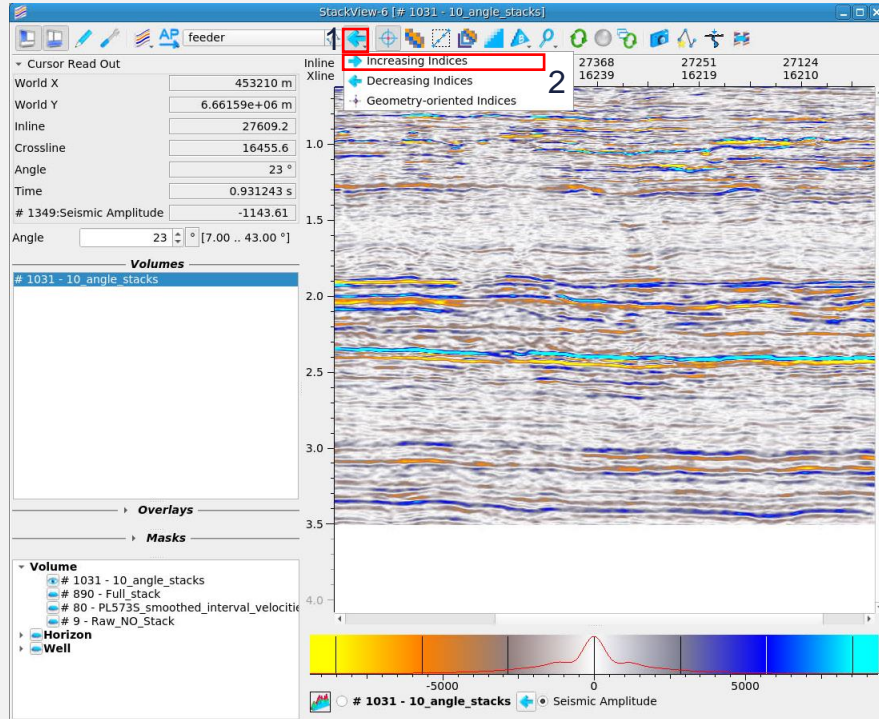 StackView-6 [# 1031 - 10_angle_stacks]
AP feeder 1
Cursor Read Out
World X 453210 m
World Y 6.66159e+06 m
Inline 27609.2
Crossline 16455.6
Angle 23 °
Time 0.931243 s
# 1349:Seismic Amplitude -1143.61
Angle 23 ° [7.00 .. 43.00 °]
Volumes
# 1031 - 10_angle_stacks
Overlays
Masks
Volume
# 1031 - 10_angle_stacks
# 890 - Full_stack
# 80 - PL573S_smoothed_interval_velocitie
# 9 - Raw_NO_Stack
Horizon
Well
Increasing Indices
Decreasing Indices
Geometry-oriented Indices
2
Inline 27368 27251 27124
Xline 16239 16219 16210
1.0
1.5
2.0
2.5
3.0
3.5
4.0
-5000 0 5000
# 1031 - 10_angle_stacks Seismic Amplitude